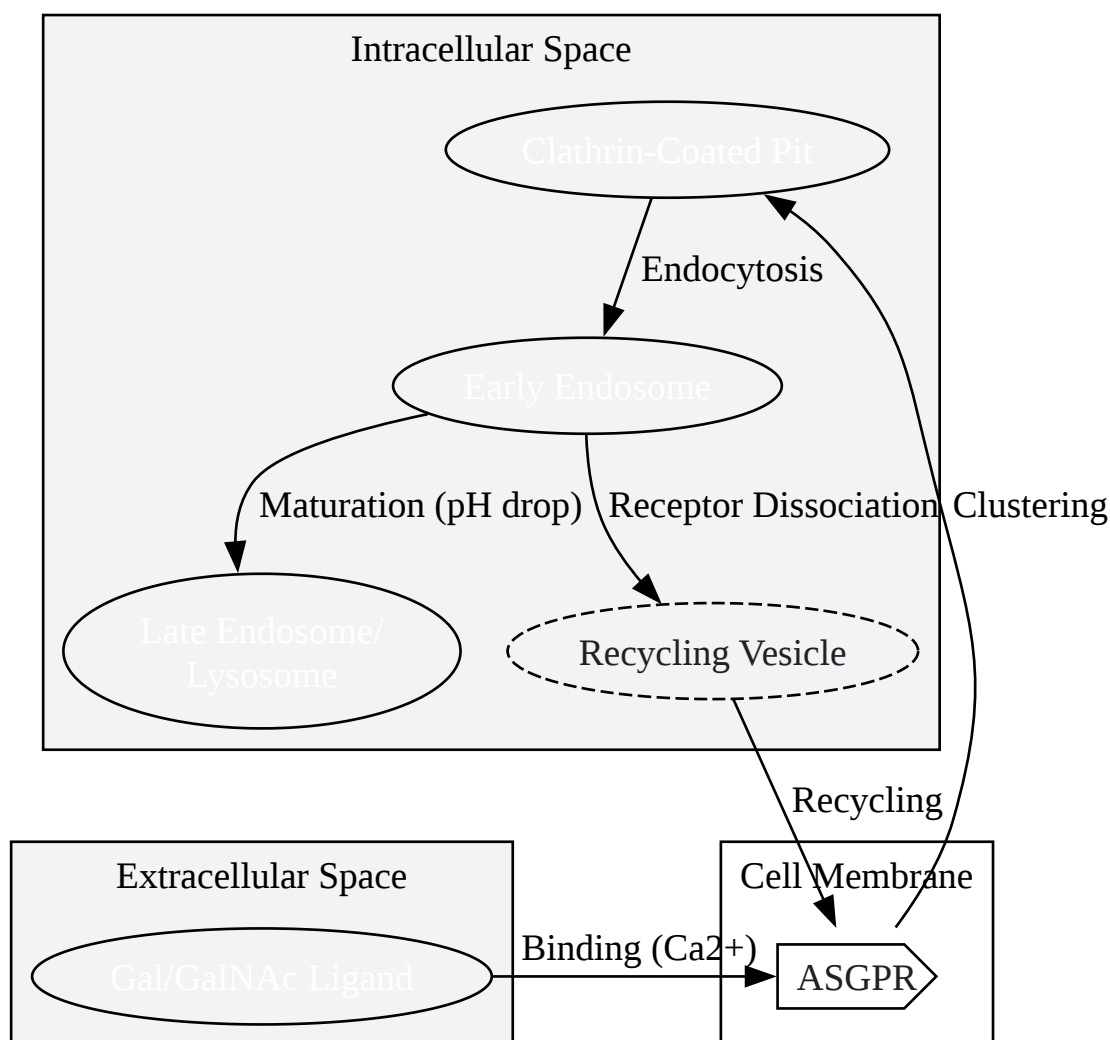 Intracellular Space
Clathrin-Coated Pit
Endocytosis
Early Endosome
Maturation (pH drop)
Receptor Dissociation
Clustering
Late Endosome/
Lysosome
Recycling Vesicle
Recycling
Extracellular Space
Cell Membrane
Binding (Ca2+)
Gal/GalNAc Ligand
ASGPR